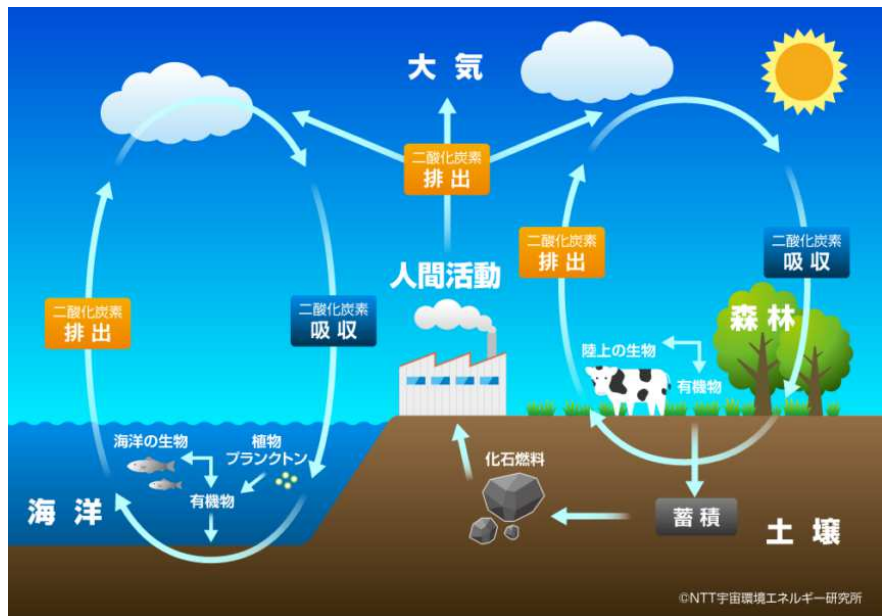 大気
二酸化炭素
排出
二酸化炭素
排出
二酸化炭素
吸収
人間活動
二酸化炭素
排出
二酸化炭素
吸収
森林
陸上の生物
有機物
海洋の生物
植物
プランクトン
有機物
海洋
化石燃料
蓄積
土壌
©NTT宇宙環境エネルギー研究所